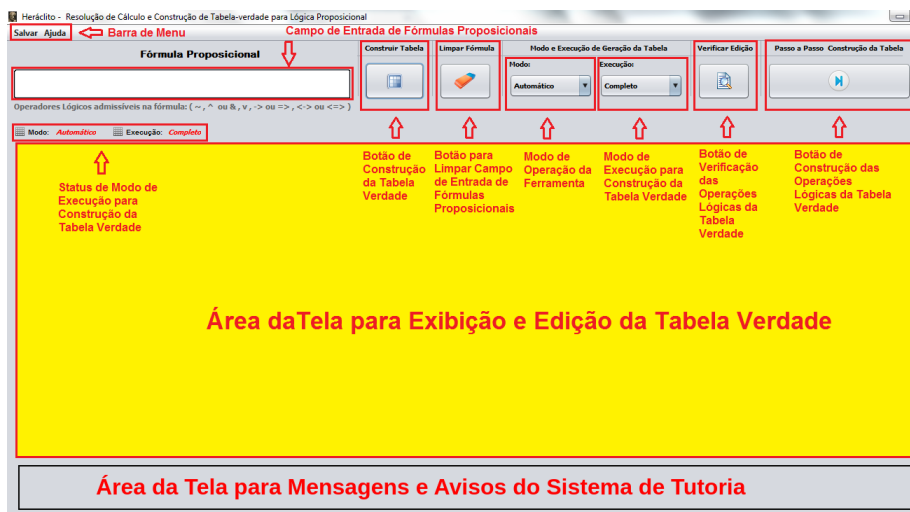 Heráclito - Resolução de Cálculo e Construção de Tabela-verdade para Lógica Proposicional
Salvar Ajuda
Barra de Menu
Campo de Entrada de Fórmulas Proposicionais
Fórmula Proposicional
Construir Tabela
Limpar Fórmula
Modo e Execução de Geração da Tabela
Verificar Edição
Passo a Passo Construção da Tabela
Modo:
Execução:
Automático
Completo
Operadores Lógicos admissíveis na fórmula: ( ~ , ^ ou & , v , -> ou => , <-> ou <=> )
Modo: Automático
Execução: Completo
Status de Modo de
Execução para
Construção da
Tabela Verdade
Botão de
Construção
da Tabela
Verdade
Botão para
Limpar Campo
de Entrada de
Fórmulas
Proposicionais
Modo de
Operação da
Ferramenta
Modo de
Execução para
Construção da
Tabela Verdade
Botão de
Verificação
das
Operações
Lógicas da
Tabela
Verdade
Botão de
Construção das
Operações
Lógicas da Tabela
Verdade
Área daTela para Exibição e Edição da Tabela Verdade
Área da Tela para Mensagens e Avisos do Sistema de Tutoria